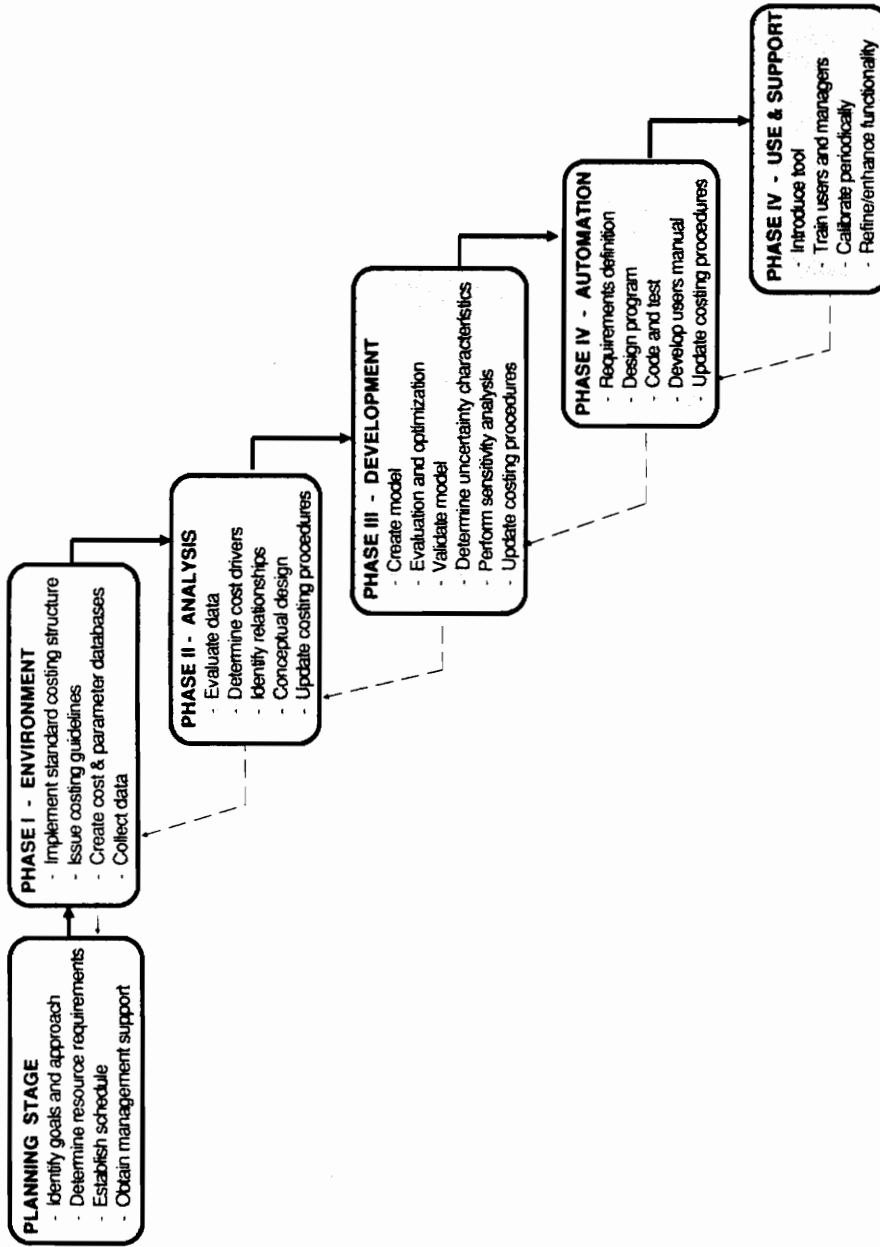 PLANNING STAGE
- Identify goals and approach
- Determine resource requirements
- Establish schedule
- Obtain management support
PHASE I - ENVIRONMENT
- Implement standard costing structure
- Issue costing guidelines
- Create cost & parameter databases
- Collect data
PHASE II - ANALYSIS
- Evaluate data
- Determine cost drivers
- Identify relationships
- Conceptual design
- Update costing procedures
PHASE III - DEVELOPMENT
- Create model
- Evaluation and optimization
- Validate model
- Determine uncertainty characteristics
- Perform sensitivity analysis
- Update costing procedures
PHASE IV - AUTOMATION
- Requirements definition
- Design program
- Code and test
- Develop users manual
- Update costing procedures
PHASE IV - USE & SUPPORT
- Introduce tool
- Train users and managers
- Calibrate periodically
- Refine/enhance functionality